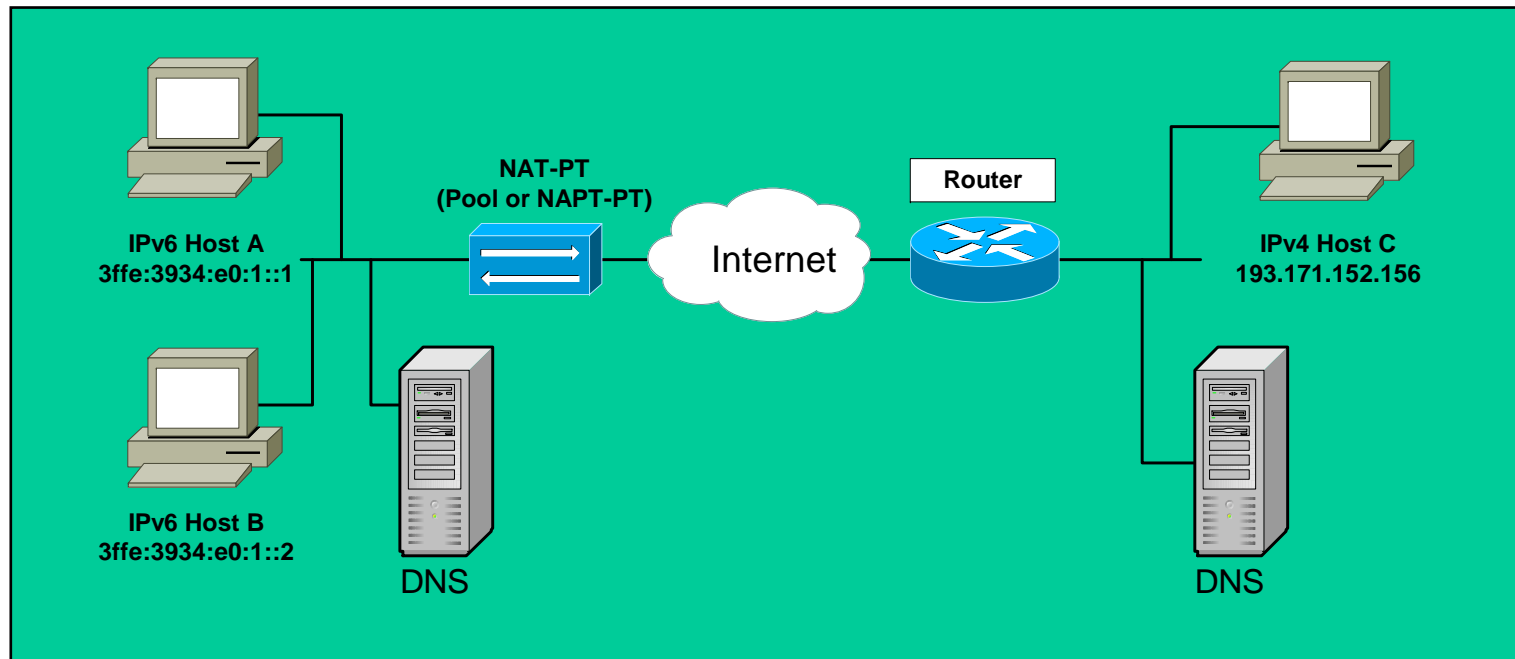 NAT-PT
(Pool or NAPT-PT)
Router
IPv6 Host A
3ffe:3934:e0:1::1
Internet
IPv4 Host C
193.171.152.156
IPv6 Host B
3ffe:3934:e0:1::2
DNS
DNS